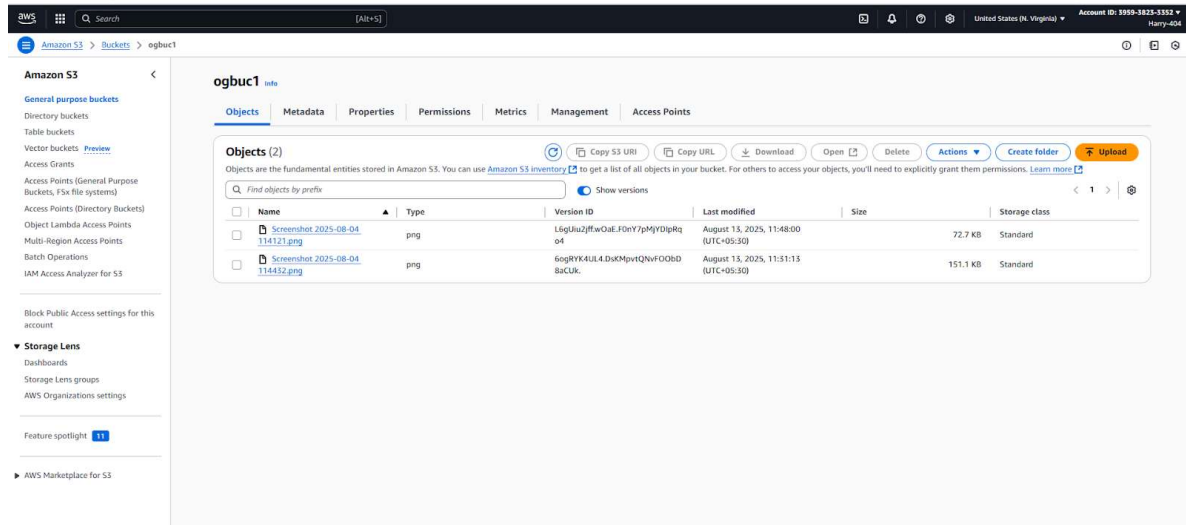 aws
Search [Alt+S]
United States (N. Virginia)
Account ID: 3959-3823-5352
Harry-404
Amazon S3 > Buckets > ogbuc1
Amazon S3
General purpose buckets
Directory buckets
Table buckets
Vector buckets Preview
Access Grants
Access Points (General Purpose
Buckets, FSx file systems)
Access Points (Directory Buckets)
Object Lambda Access Points
Multi-Region Access Points
Batch Operations
IAM Access Analyzer for S3
Block Public Access settings for this
account
Storage Lens
Dashboards
Storage Lens groups
AWS Organizations settings
Feature spotlight 11
AWS Marketplace for S3
ogbuc1 Info
Objects Metadata Properties Permissions Metrics Management Access Points
Objects (2)
Copy S3 URI Copy URL Download Open Delete Actions Create folder Upload
Objects are the fundamental entities stored in Amazon S3. You can use Amazon S3 inventory to get a list of all objects in your bucket. For others to access your objects, you'll need to explicitly grant them permissions. Learn more
Find objects by prefix Show versions 1
Name Type Version ID Last modified Size Storage class
Screenshot 2025-08-04
114121.png
png
L6gUiu2jff.wOaE.F0nY7pMjYDlpRq
o4
August 13, 2025, 11:48:00
(UTC+05:30)
72.7 KB
Standard
Screenshot 2025-08-04
114432.png
png
6ogRYK4UL4.DsKMpvtQNvFOObD
8aCUk.
August 13, 2025, 11:31:13
(UTC+05:30)
151.1 KB
Standard